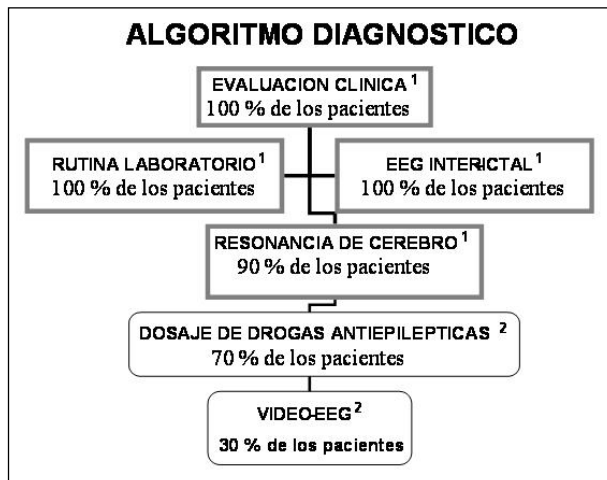 ALGORITMO DIAGNOSTICO
EVALUACION CLINICA 1
100 % de los pacientes
RUTINA LABORATORIO 1
100 % de los pacientes
EEG INTERICTAL 1
100 % de los pacientes
RESONANCIA DE CEREBRO 1
90 % de los pacientes
DOSAJE DE DROGAS ANTIEPILEPTICAS 2
70 % de los pacientes
VIDEO-EEG 2
30 % de los pacientes